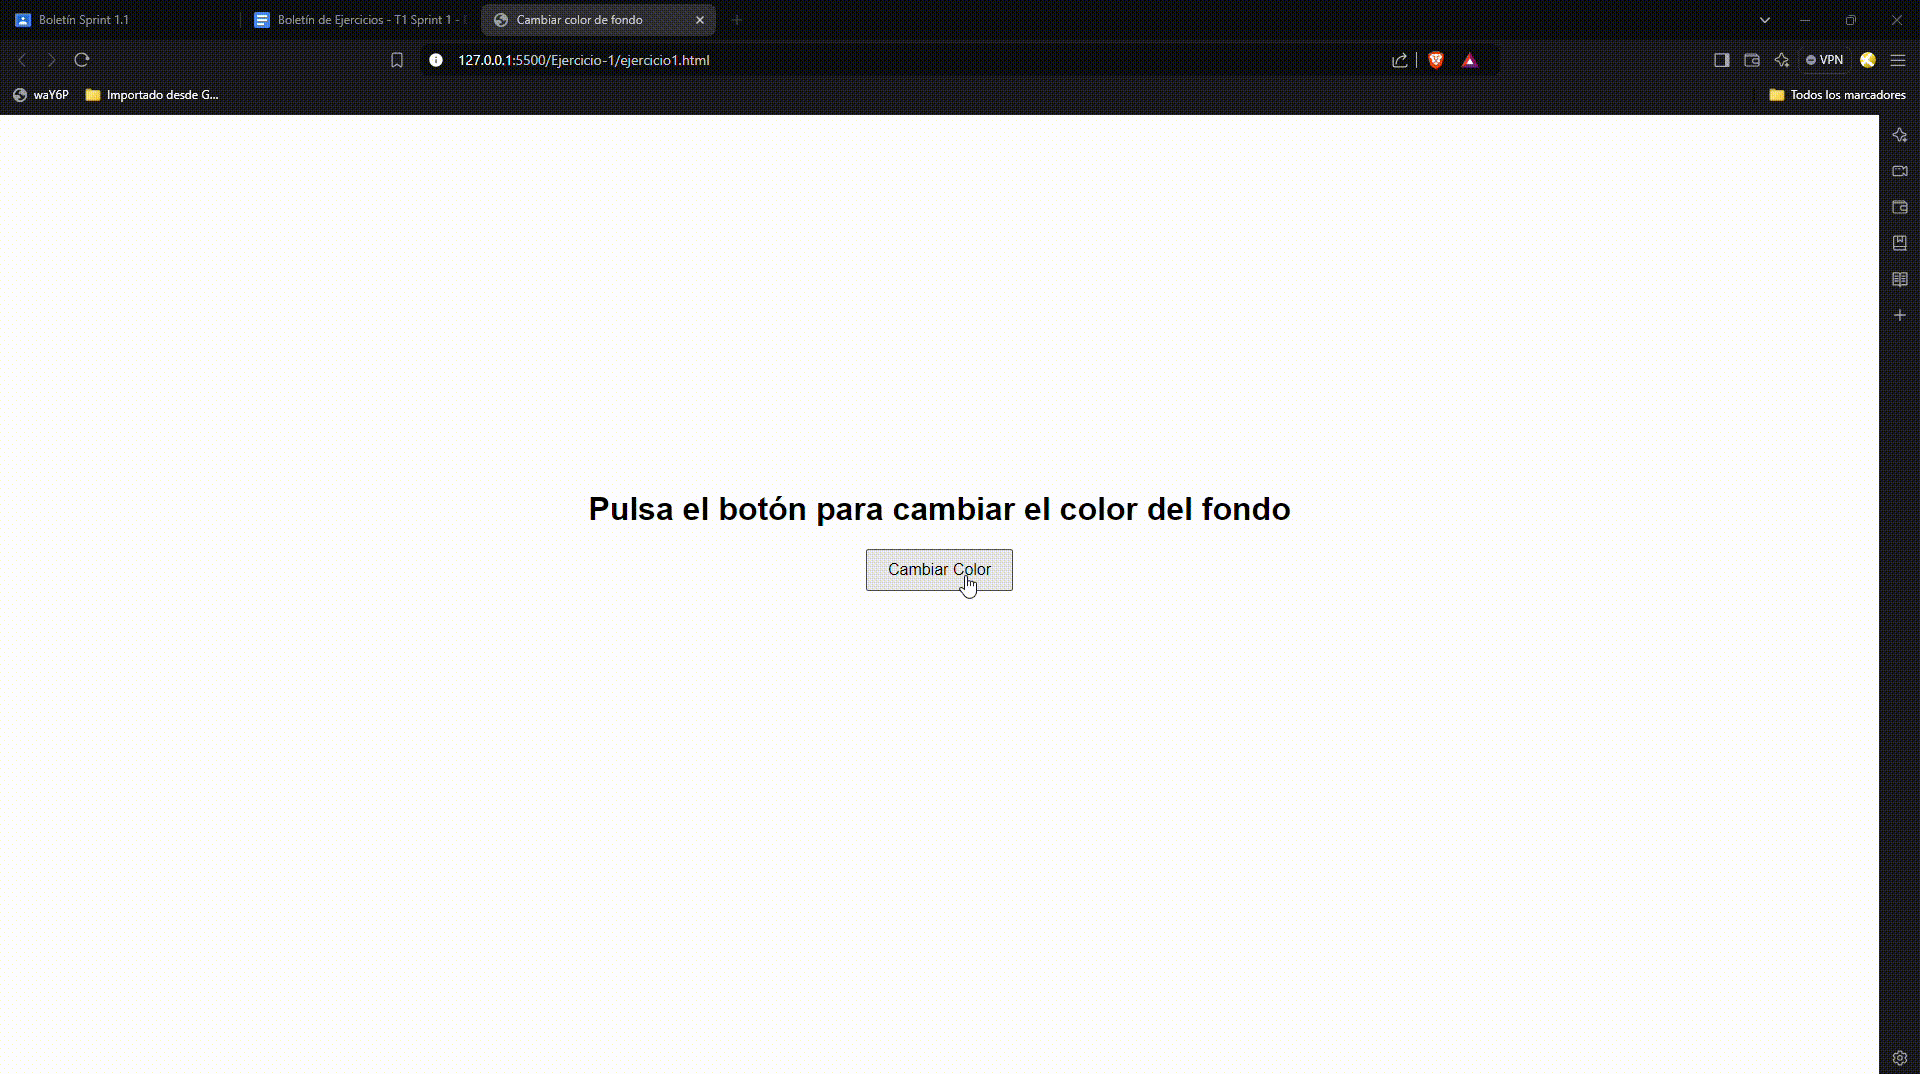 Boletín Sprint 1.1
Boletín de Ejercicios - T1 Sprint 1 -
Cambiar color de fondo
127.0.0.1:5500/Ejercicio-1/ejercicio1.html
VPN
waY6P
Importado desde G...
Todos los marcadores
Pulsa el botón para cambiar el color del fondo
Cambiar Color